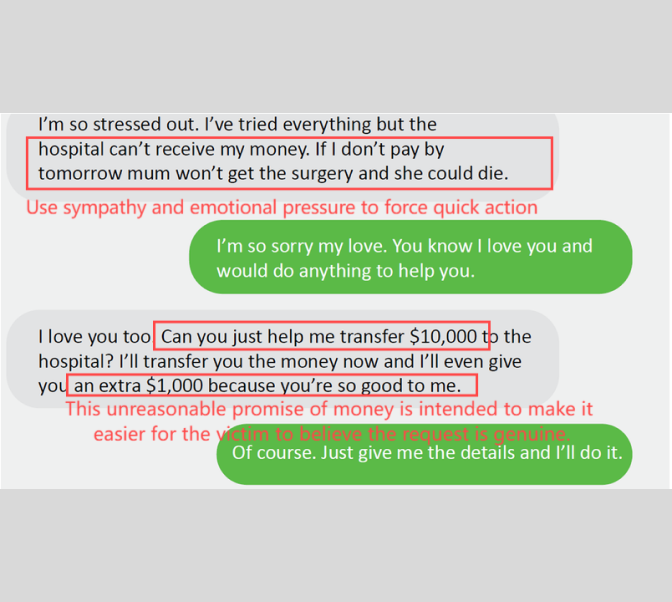 I'm so stressed out. I've tried everything but the
hospital can't receive my money. If I don't pay by
tomorrow mum won't get the surgery and she could die.
Use sympathy and emotional pressure to force quick action
I'm so sorry my love. You know I love you and
would do anything to help you.
I love you too Can you just help me transfer $10,000 to the
hospital? I'll transfer you the money now and I'll even give
you an extra $1,000 because you're so good to me.
This unreasonable promise of money is intended to make it
easier for the victim to believe the request is genuine.
Of course. Just give me the details and I'll do it.